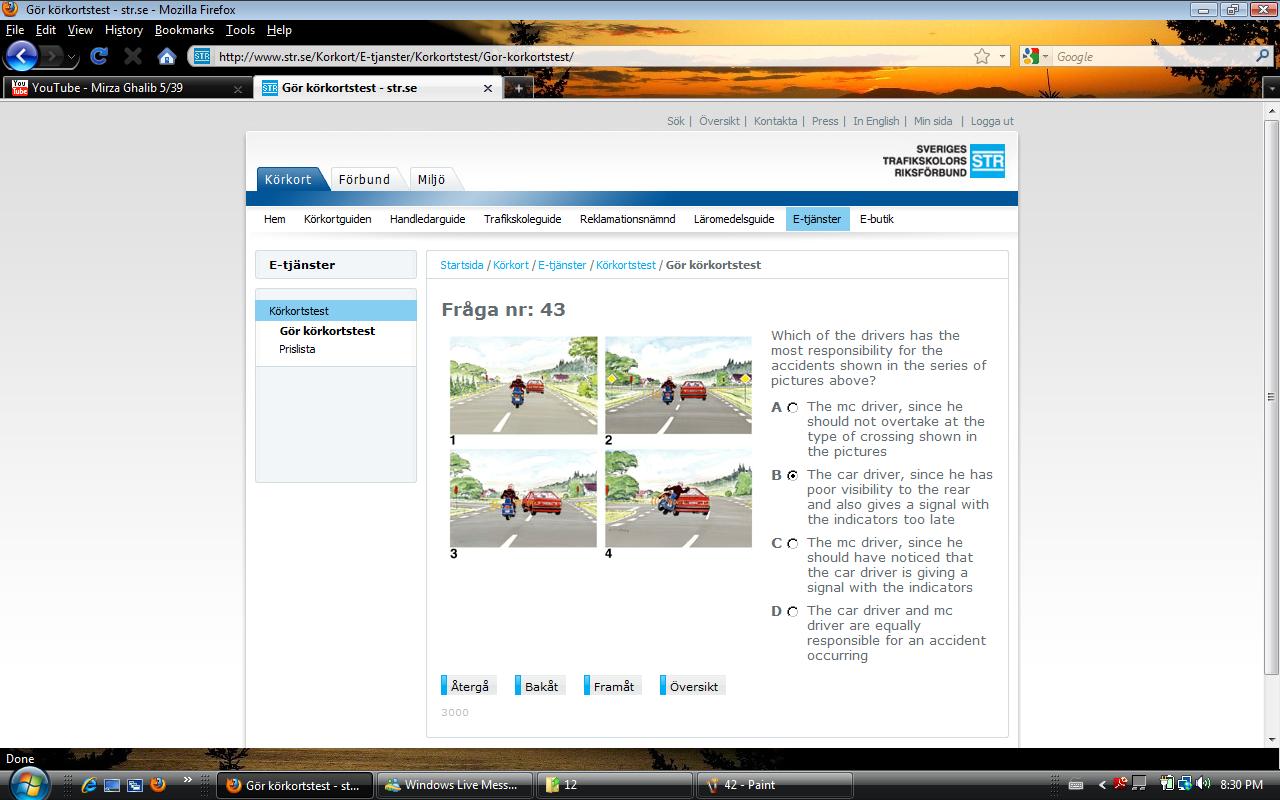 Gör körkortstest - str.se - Mozilla Firefox
File Edit View History Bookmarks Tools Help
STR http://www.str.se/Korkort/E-tjanster/Korkortstest/Gor-korkortstest/ Google
You Tube YouTube - Mirza Ghalib 5/39 STR Gör körkortstest - str.se
Sök | Översikt | Kontakta | Press | In English | Min sida | Logga ut
SVERIGES
TRAFIKSKOLORS STR
RIKSFÖRBUND
Körkort Förbund Miljö
Hem Körkortguiden Handledarguide Trafikskoleguide Reklamationsnämnd Läromedelsguide E-tjänster E-butik
E-tjänster
Körkortstest
Gör körkortstest
Prislista
Startsida / Körkort / E-tjänster / Körkortstest / Gör körkortstest
Fråga nr: 43
1
2
3
4
Which of the drivers has the
most responsibility for the
accidents shown in the series of
pictures above?
A The mc driver, since he
should not overtake at the
type of crossing shown in
the pictures
B The car driver, since he has
poor visibility to the rear
and also gives a signal with
the indicators too late
C The mc driver, since he
should have noticed that
the car driver is giving a
signal with the indicators
D The car driver and mc
driver are equally
responsible for an accident
occurring
Återgå Bakåt Framåt Översikt
3000
Done
Gör körkortstest - st... Windows Live Mess... 12 42 - Paint 8:30 PM